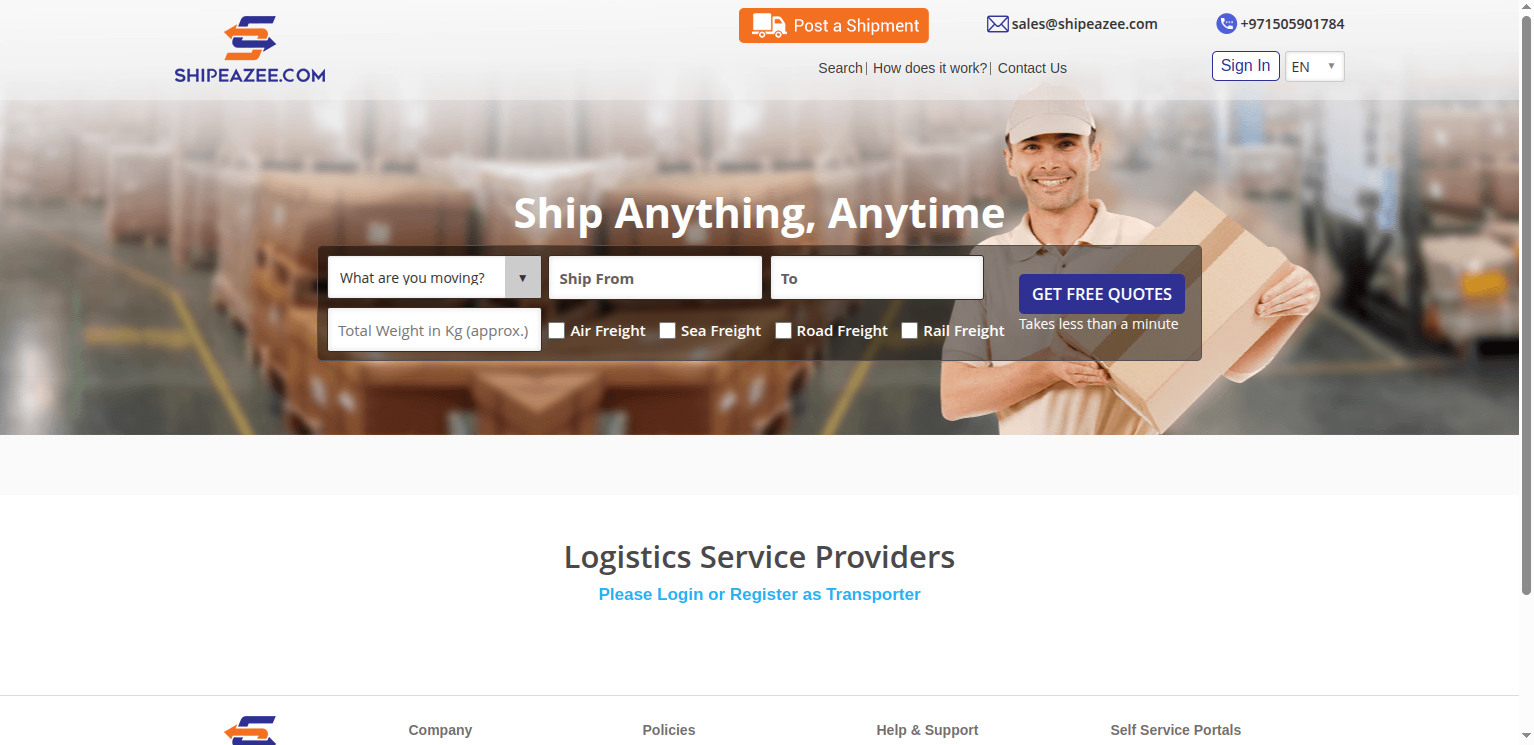 SHIPEAZEE.COM
Post a Shipment
sales@shipeazee.com
+971505901784
Search| How does it work?| Contact Us
Sign In
EN
Ship Anything, Anytime
What are you moving?
Ship From
To
GET FREE QUOTES
Takes less than a minute
Total Weight in Kg (approx.)
Air Freight
Sea Freight
Road Freight
Rail Freight
Logistics Service Providers
Please Login or Register as Transporter
Company
Policies
Help & Support
Self Service Portals